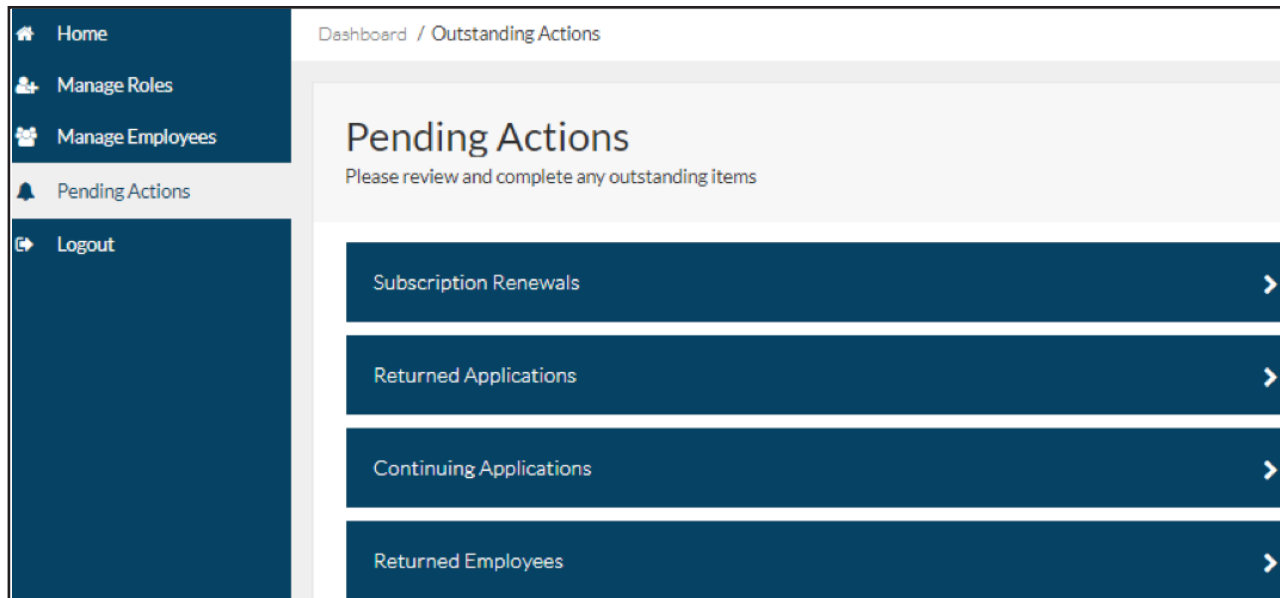 Home
Manage Roles
Manage Employees
Pending Actions
Logout
Dashboard / Outstanding Actions
Pending Actions
Please review and complete any outstanding items
Subscription Renewals
Returned Applications
Continuing Applications
Returned Employees